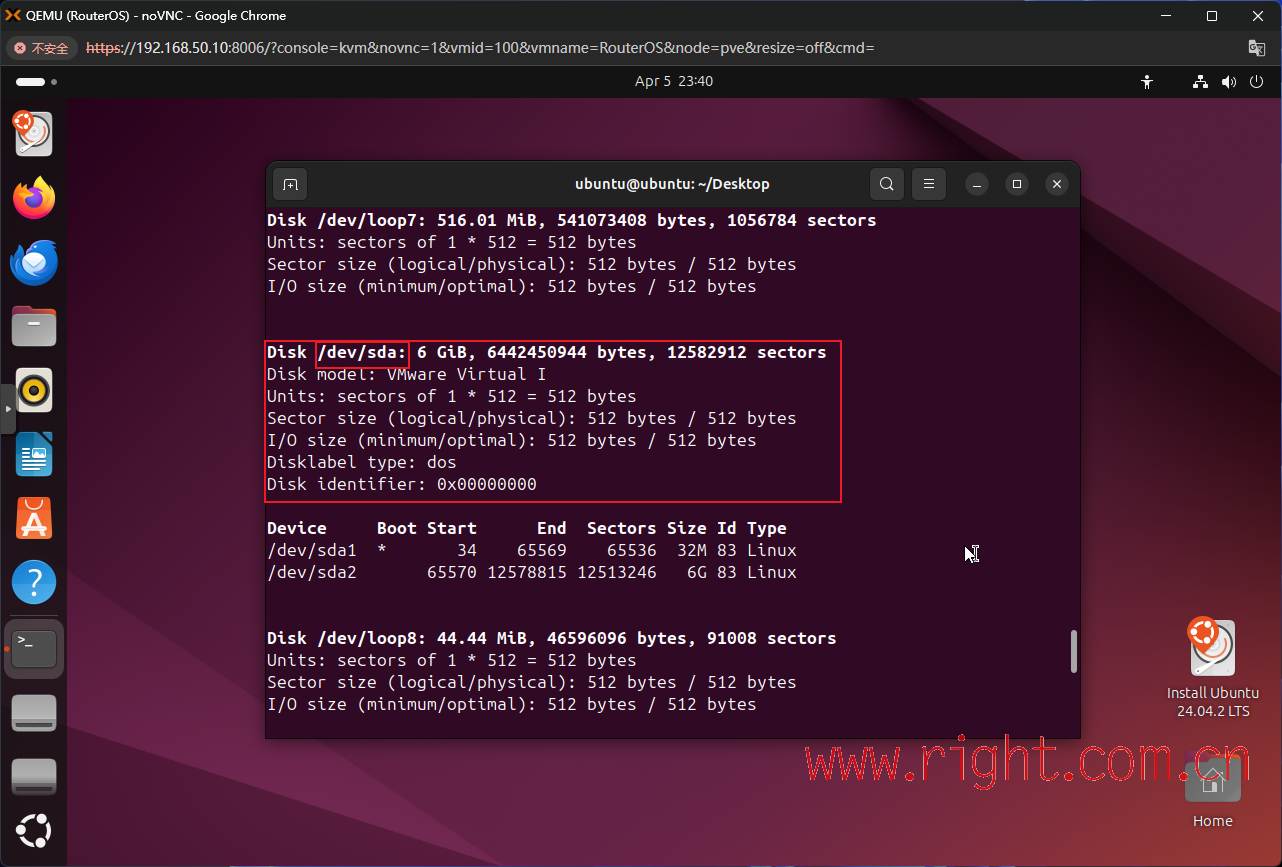 QEMU (RouterOS) - noVNC - Google Chrome
不安全 https://192.168.50.10:8006/?console=kvm&novnc=1&vmid=100&vmname=RouterOS&node=pve&resize=off&cmd=
Apr 5 23:40
ubuntu@ubuntu: ~/Desktop
Disk /dev/loop7: 516.01 MiB, 541073408 bytes, 1056784 sectors
Units: sectors of 1 * 512 = 512 bytes
Sector size (logical/physical): 512 bytes / 512 bytes
I/O size (minimum/optimal): 512 bytes / 512 bytes
Disk /dev/sda: 6 GiB, 6442450944 bytes, 12582912 sectors
Disk model: VMware Virtual I
Units: sectors of 1 * 512 = 512 bytes
Sector size (logical/physical): 512 bytes / 512 bytes
I/O size (minimum/optimal): 512 bytes / 512 bytes
Disklabel type: dos
Disk identifier: 0x00000000
Device     Boot Start      End  Sectors Size Id Type
/dev/sda1  *       34    65569    65536  32M 83 Linux
/dev/sda2       65570 12578815 12513246   6G 83 Linux
Disk /dev/loop8: 44.44 MiB, 46596096 bytes, 91008 sectors
Units: sectors of 1 * 512 = 512 bytes
Sector size (logical/physical): 512 bytes / 512 bytes
I/O size (minimum/optimal): 512 bytes / 512 bytes
Install Ubuntu
24.04.2 LTS
www.right.com.cn
Home